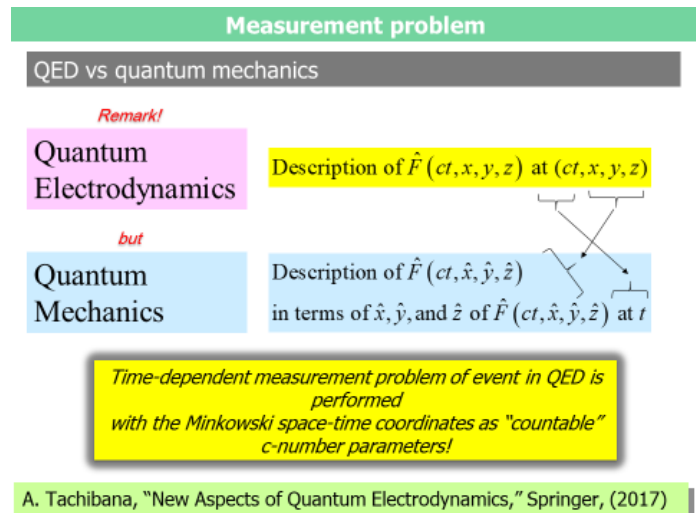 Measurement problem
QED vs quantum mechanics
Remark!
Quantum
Electrodynamics
Description of F̂(ct, x, y, z) at (ct, x, y, z)
but
Quantum
Mechanics
Description of F̂(ct, x̂, ŷ, ẑ)
in terms of x̂, ŷ, and ẑ of F̂(ct, x̂, ŷ, ẑ) at t
Time-dependent measurement problem of event in QED is
performed
with the Minkowski space-time coordinates as "countable"
c-number parameters!
A. Tachibana, "New Aspects of Quantum Electrodynamics," Springer, (2017)